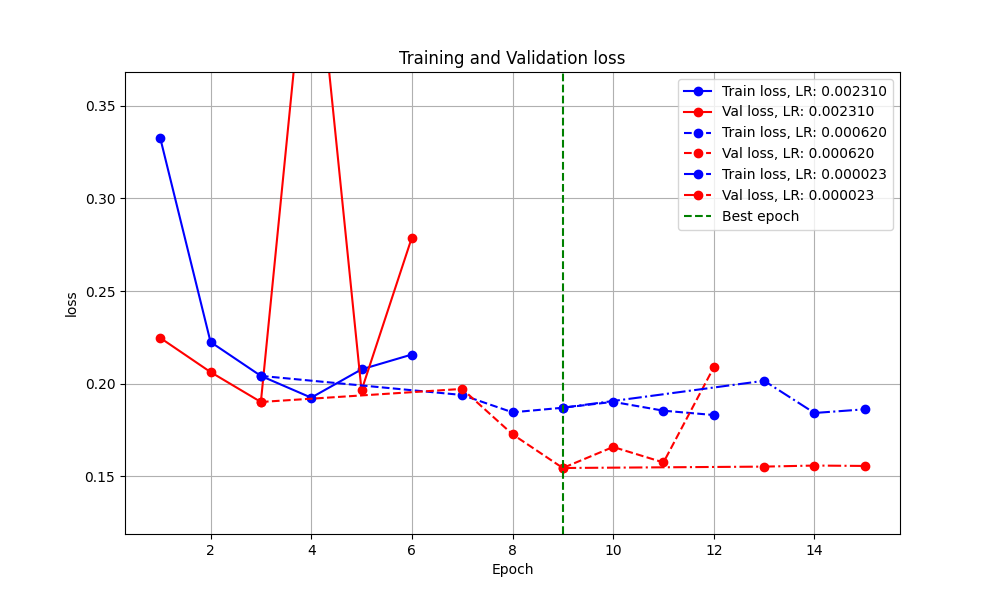 Training and Validation loss
Train loss, LR: 0.002310
Val loss, LR: 0.002310
Train loss, LR: 0.000620
Val loss, LR: 0.000620
Train loss, LR: 0.000023
Val loss, LR: 0.000023
Best epoch
loss
0.35
0.30
0.25
0.20
0.15
2 4 6 8 10 12 14
Epoch